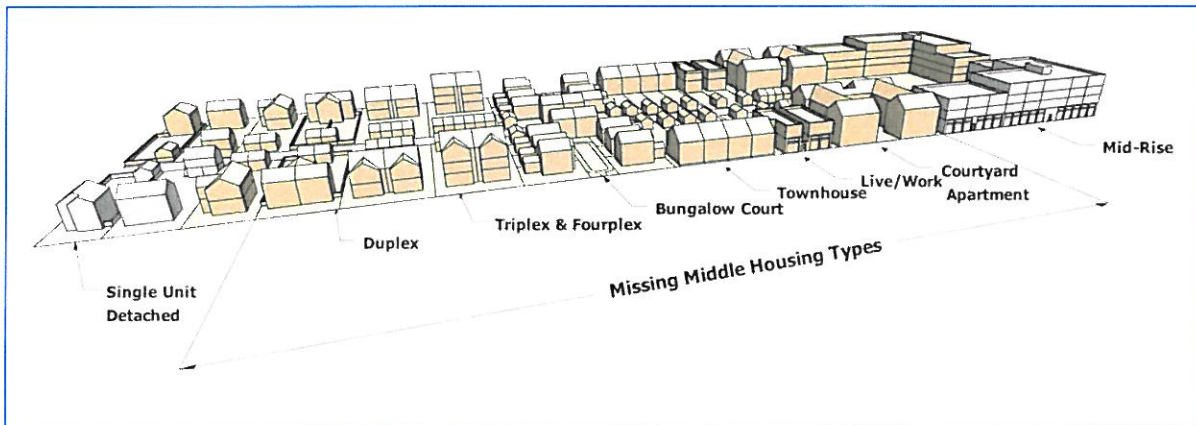 Single Unit
Detached
Duplex
Triplex & Fourplex
Bungalow Court
Townhouse
Live/Work
Courtyard
Apartment
Mid-Rise
Missing Middle Housing Types